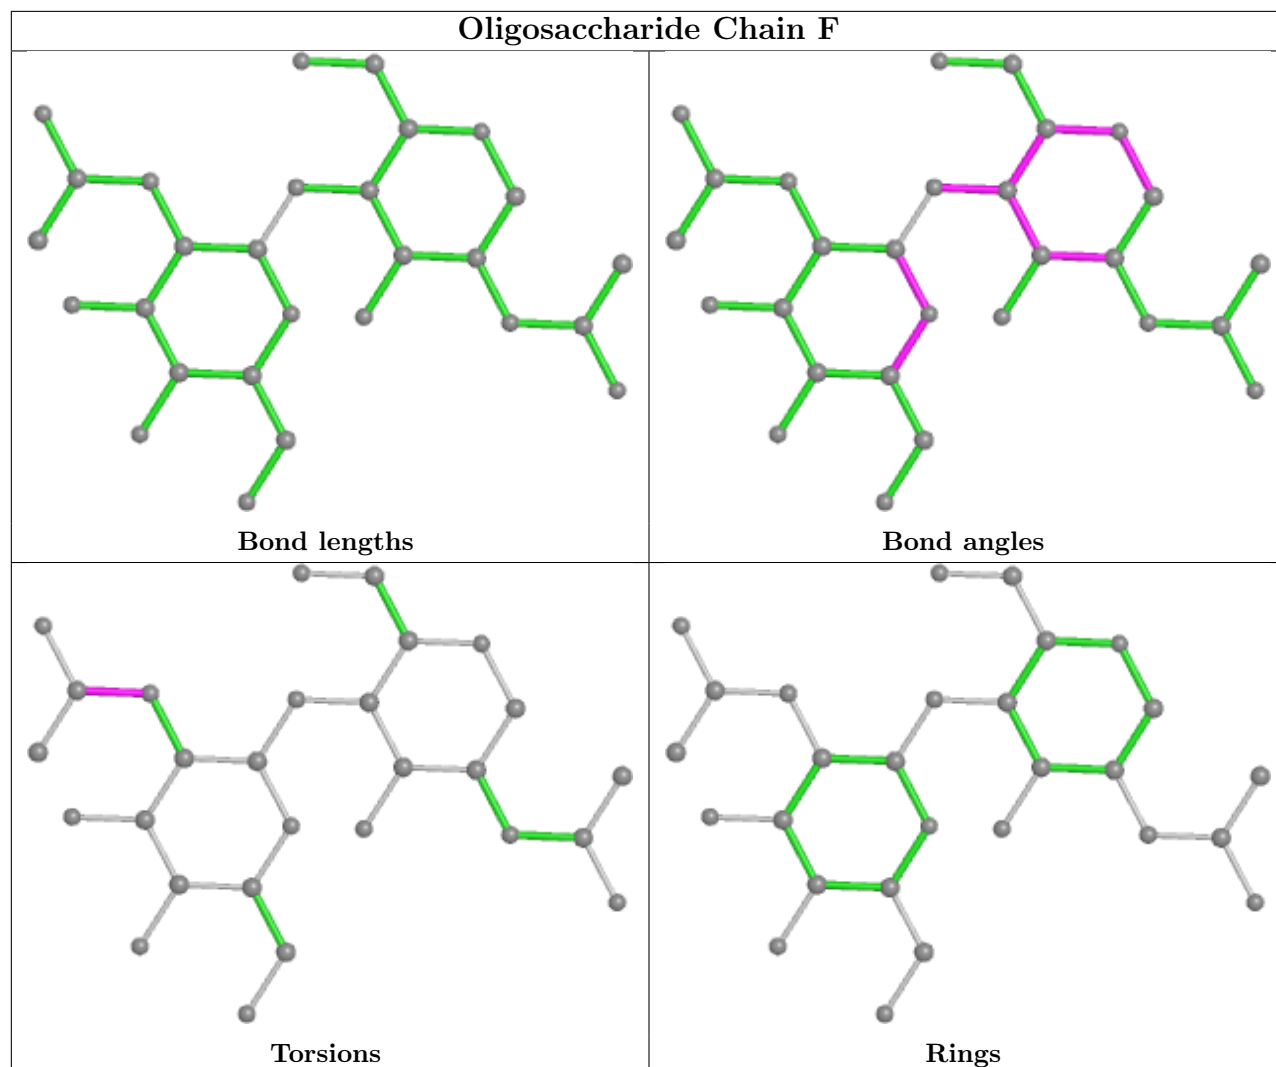 Oligosaccharide Chain F
Bond lengths
Bond angles
Torsions
Rings